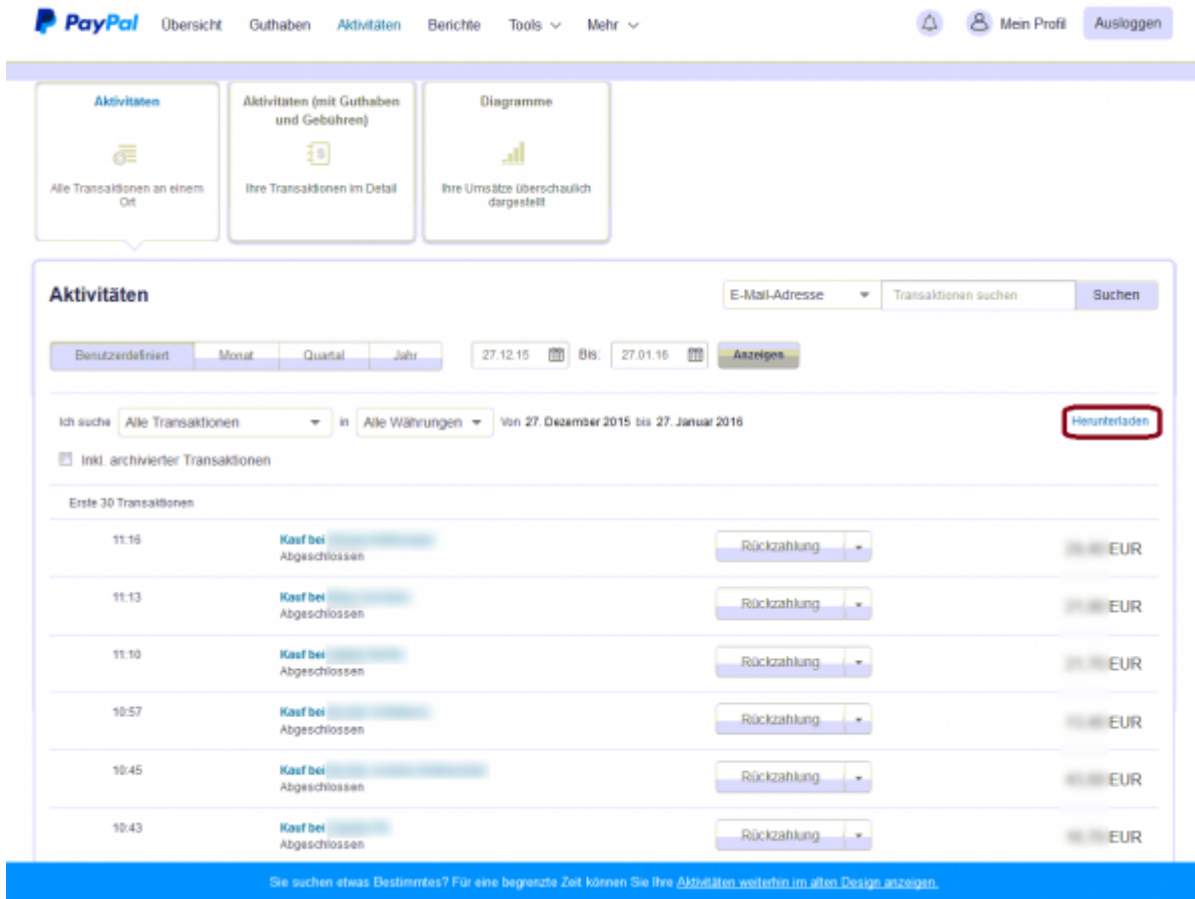 PayPal Übersicht Guthaben Aktivitäten Berichte Tools Mehr Mein Profil Ausloggen
Aktivitäten
Alle Transaktionen an einem
Ort
Aktivitäten (mit Guthaben
und Gebühren)
Ihre Transaktionen im Detail
Diagramme
Ihre Umsätze überschaulich
dargestellt
Aktivitäten E-Mail-Adresse Transaktionen suchen Suchen
Benutzerdefiniert Monat Quartal Jahr 27.12.15 Bis: 27.01.16 Anzeigen
Ich suche Alle Transaktionen in Alle Währungen Von 27. Dezember 2015 bis 27. Januar 2016 Herunterladen
Inkl. archivierter Transaktionen
Erste 30 Transaktionen
11:16 Kauf bei Rückzahlung EUR
Abgeschlossen
11:13 Kauf bei Rückzahlung EUR
Abgeschlossen
11:10 Kauf bei Rückzahlung EUR
Abgeschlossen
10:57 Kauf bei Rückzahlung EUR
Abgeschlossen
10:45 Kauf bei Rückzahlung EUR
Abgeschlossen
10:43 Kauf bei Rückzahlung EUR
Abgeschlossen
Sie suchen etwas Bestimmtes? Für eine begrenzte Zeit können Sie Ihre Aktivitäten weiterhin im alten Design anzeigen.